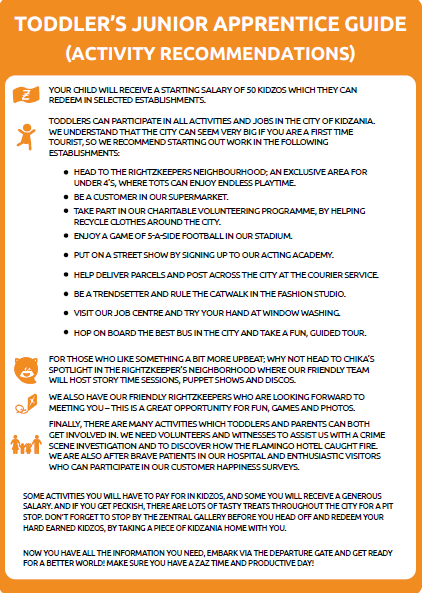 TODDLER'S JUNIOR APPRENTICE GUIDE
(ACTIVITY RECOMMENDATIONS)
YOUR CHILD WILL RECEIVE A STARTING SALARY OF 50 KIDZOS WHICH THEY CAN
REDEEM IN SELECTED ESTABLISHMENTS.
TODDLERS CAN PARTICIPATE IN ALL ACTIVITIES AND JOBS IN THE CITY OF KIDZANIA.
WE UNDERSTAND THAT THE CITY CAN SEEM VERY BIG IF YOU ARE A FIRST TIME
TOURIST, SO WE RECOMMEND STARTING OUT WORK IN THE FOLLOWING
ESTABLISHMENTS:
• HEAD TO THE RIGHTZKEEPERS NEIGHBOURHOOD; AN EXCLUSIVE AREA FOR
UNDER 4'S, WHERE TOTS CAN ENJOY ENDLESS PLAYTIME.
• BE A CUSTOMER IN OUR SUPERMARKET.
• TAKE PART IN OUR CHARITABLE VOLUNTEERING PROGRAMME, BY HELPING
RECYCLE CLOTHES AROUND THE CITY.
• ENJOY A GAME OF 5-A-SIDE FOOTBALL IN OUR STADIUM.
• PUT ON A STREET SHOW BY SIGNING UP TO OUR ACTING ACADEMY.
• HELP DELIVER PARCELS AND POST ACROSS THE CITY AT THE COURIER SERVICE.
• BE A TRENDSETTER AND RULE THE CATWALK IN THE FASHION STUDIO.
• VISIT OUR JOB CENTRE AND TRY YOUR HAND AT WINDOW WASHING.
• HOP ON BOARD THE BEST BUS IN THE CITY AND TAKE A FUN, GUIDED TOUR.
FOR THOSE WHO LIKE SOMETHING A BIT MORE UPBEAT; WHY NOT HEAD TO CHIKA'S
SPOTLIGHT IN THE RIGHTZKEEPER'S NEIGHBORHOOD WHERE OUR FRIENDLY TEAM
WILL HOST STORY TIME SESSIONS, PUPPET SHOWS AND DISCOS.
WE ALSO HAVE OUR FRIENDLY RIGHTZKEEPERS WHO ARE LOOKING FORWARD TO
MEETING YOU – THIS IS A GREAT OPPORTUNITY FOR FUN, GAMES AND PHOTOS.
FINALLY, THERE ARE MANY ACTIVITIES WHICH TODDLERS AND PARENTS CAN BOTH
GET INVOLVED IN. WE NEED VOLUNTEERS AND WITNESSES TO ASSIST US WITH A CRIME
SCENE INVESTIGATION AND TO DISCOVER HOW THE FLAMINGO HOTEL CAUGHT FIRE.
WE ARE ALSO AFTER BRAVE PATIENTS IN OUR HOSPITAL AND ENTHUSIASTIC VISITORS
WHO CAN PARTICIPATE IN OUR CUSTOMER HAPPINESS SURVEYS.
SOME ACTIVITIES YOU WILL HAVE TO PAY FOR IN KIDZOS, AND SOME YOU WILL RECEIVE A GENEROUS
SALARY. AND IF YOU GET PECKISH, THERE ARE LOTS OF TASTY TREATS THROUGHOUT THE CITY FOR A PIT
STOP. DON'T FORGET TO STOP BY THE ZENTRAL GALLERY BEFORE YOU HEAD OFF AND REDEEM YOUR
HARD EARNED KIDZOS, BY TAKING A PIECE OF KIDZANIA HOME WITH YOU.
NOW YOU HAVE ALL THE INFORMATION YOU NEED, EMBARK VIA THE DEPARTURE GATE AND GET READY
FOR A BETTER WORLD! MAKE SURE YOU HAVE A ZAZ TIME AND PRODUCTIVE DAY!